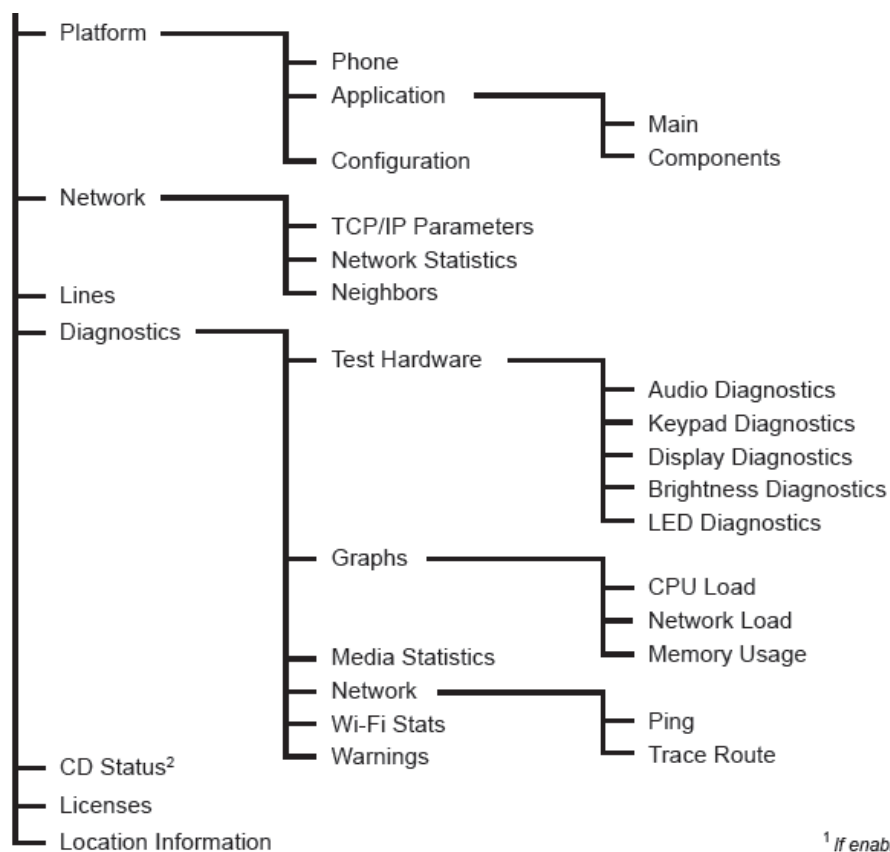 Platform
Phone
Application
Main
Components
Configuration
Network
TCP/IP Parameters
Network Statistics
Neighbors
Lines
Diagnostics
Test Hardware
Audio Diagnostics
Keypad Diagnostics
Display Diagnostics
Brightness Diagnostics
LED Diagnostics
Graphs
CPU Load
Network Load
Memory Usage
Media Statistics
Network
Ping
Trace Route
Wi-Fi Stats
Warnings
CD Status²
Licenses
Location Information
¹ If enab